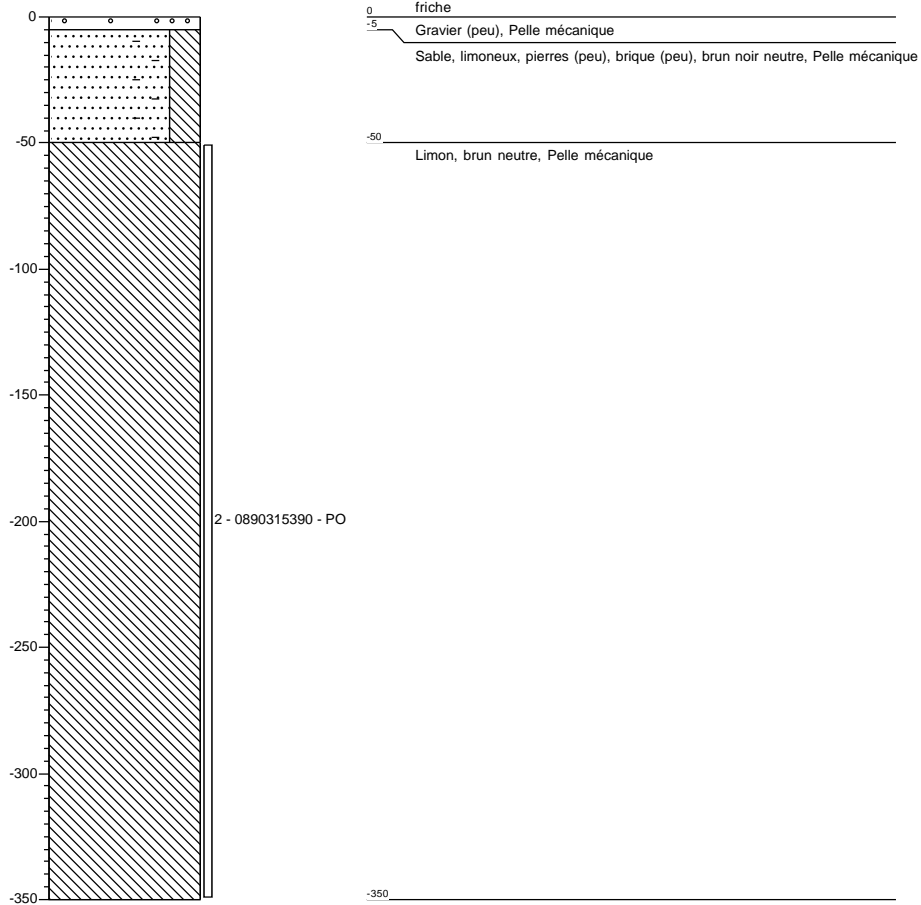 0
-50
-100
-150
-200
-250
-300
-350
2 - 0890315390 - PO
0
friche
-5
Gravier (peu), Pelle mécanique
Sable, limoneux, pierres (peu), brique (peu), brun noir neutre, Pelle mécanique
-50
Limon, brun neutre, Pelle mécanique
-350